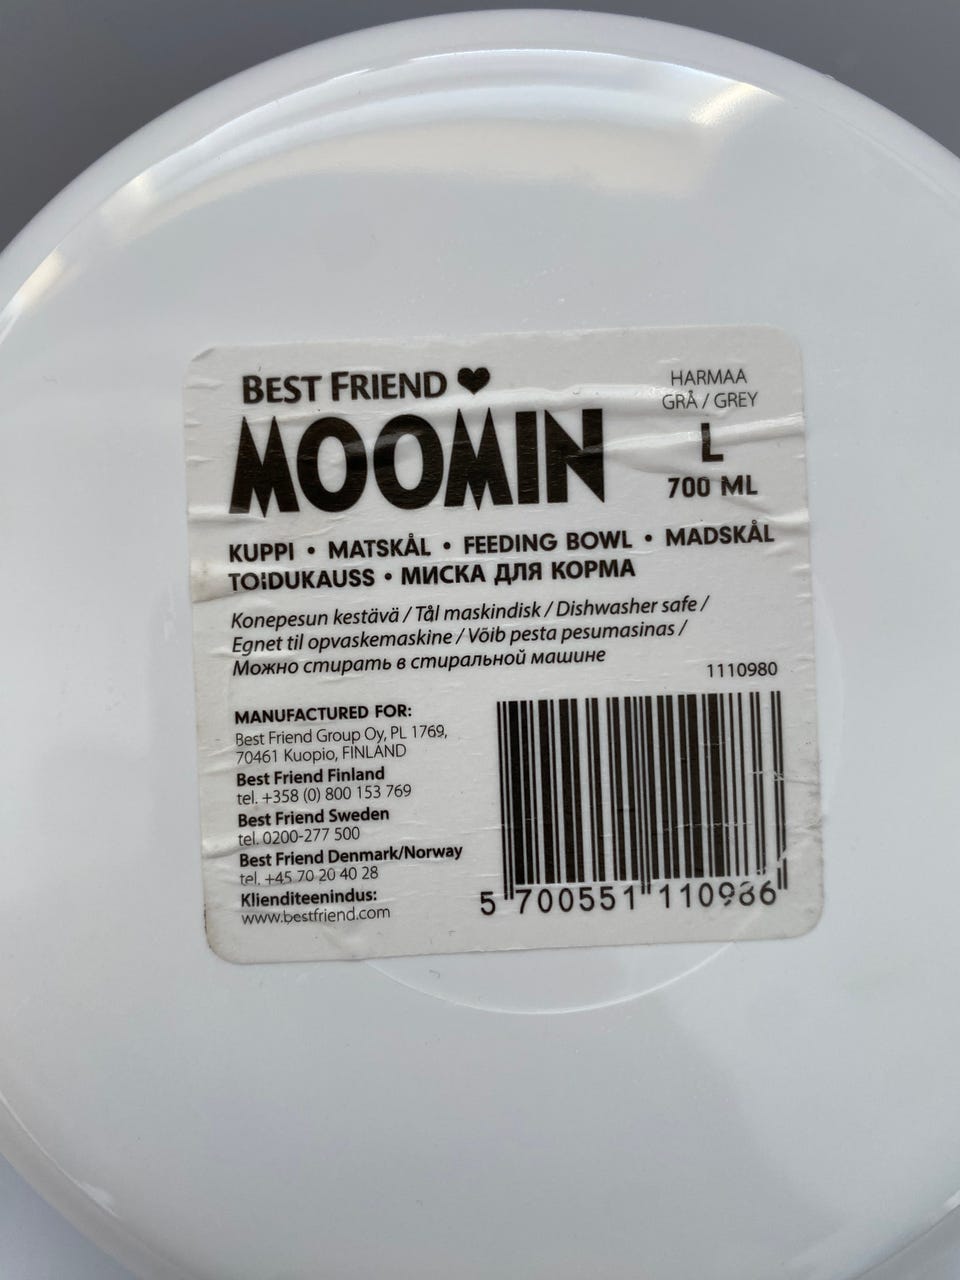 BEST FRIEND ♥
MOOMIN
HARMAA
GRÅ / GREY
L
700 ML
KUPPI • MATSKÅL • FEEDING BOWL • MADSKÅL
TOIDUKAUSS • МИСКА ДЛЯ КОРМА
Konepesun kestävä / Tål maskindisk / Dishwasher safe /
Egnet til opvaskemaskine / Võib pesta pesumasinas /
Можно стирать в стиральной машине
1110980
MANUFACTURED FOR:
Best Friend Group Oy, PL 1769,
70461 Kuopio, FINLAND
Best Friend Finland
tel. +358 (0) 800 153 769
Best Friend Sweden
tel. 0200-277 500
Best Friend Denmark/Norway
tel. +45 70 20 40 28
Klienditeenindus:
www.bestfriend.com
5 700551 110986